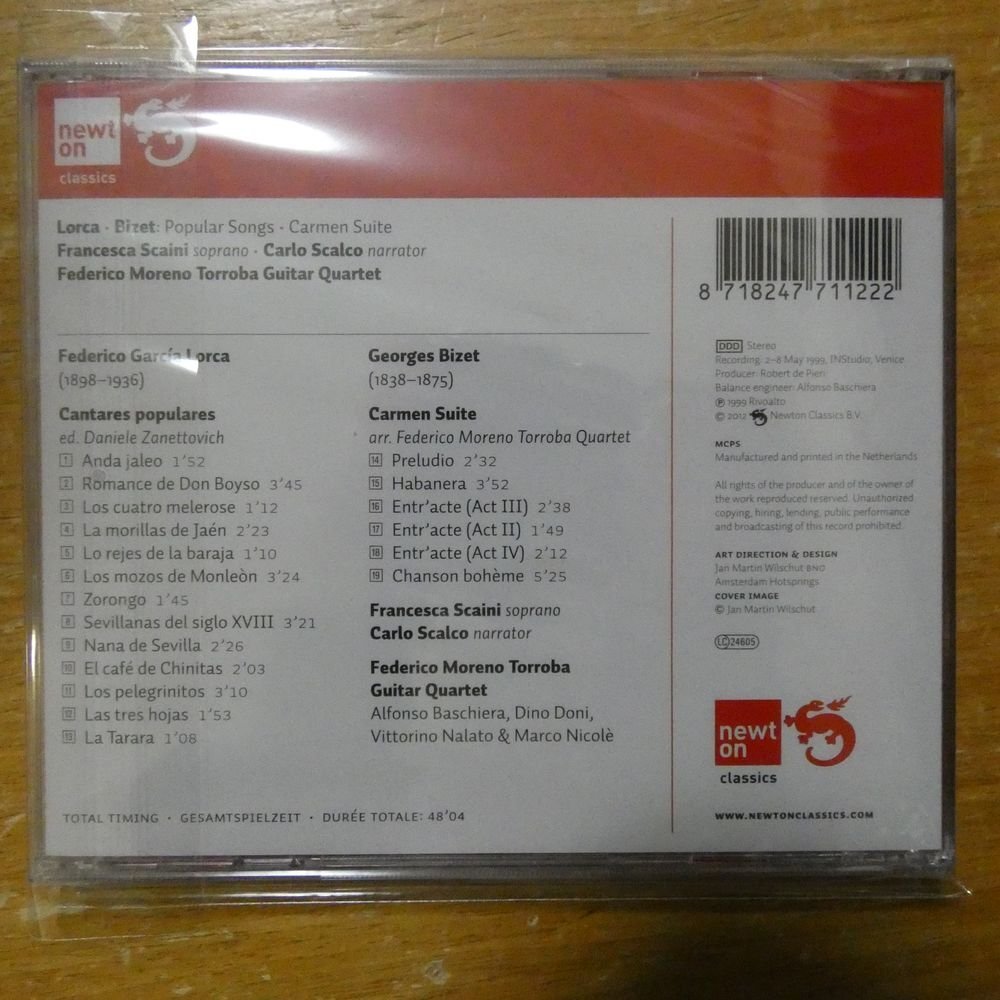 newt
on
classics
Lorca · Bizet: Popular Songs · Carmen Suite
Francesca Scaini soprano · Carlo Scalco narrator
Federico Moreno Torroba Guitar Quartet
Federico García Lorca
(1898–1936)
Cantares populares
ed. Daniele Zanettovich
1 Anda jaleo 1’52
2 Romance de Don Boyso 3’45
3 Los cuatro melerose 1’12
4 La morillas de Jaén 2’23
5 Lo rejes de la baraja 1’10
6 Los mozos de Monleòn 3’24
7 Zorongo 1’45
8 Sevillanas del siglo XVIII 3’21
9 Nana de Sevilla 2’26
10 El café de Chinitas 2’03
11 Los pelegrinitos 3’10
12 Las tres hojas 1’53
13 La Tarara 1’08
Georges Bizet
(1838–1875)
Carmen Suite
arr. Federico Moreno Torroba Quartet
14 Preludio 2’32
15 Habanera 3’52
16 Entr’acte (Act III) 2’38
17 Entr’acte (Act II) 1’49
18 Entr’acte (Act IV) 2’12
19 Chanson bohème 5’25
Francesca Scaini soprano
Carlo Scalco narrator
Federico Moreno Torroba
Guitar Quartet
Alfonso Baschiera, Dino Doni,
Vittorino Nalato & Marco Nicolè
TOTAL TIMING · GESAMTSPIELZEIT · DURÉE TOTALE: 48’04
8 718247 711222
DDD Stereo
Recording: 2–8 May 1999, INStudio, Venice
Producer: Robert de Pieri
Balance engineer: Alfonso Baschiera
℗ 1999 Rivoalto
© 2012 Newton Classics B.V.
MCPS
Manufactured and printed in the Netherlands
All rights of the producer and of the owner of
the work reproduced reserved. Unauthorized
copying, hiring, lending, public performance
and broadcasting of this record prohibited.
ART DIRECTION & DESIGN
Jan Martin Wilschut BNO
Amsterdam Hotsprings
COVER IMAGE
© Jan Martin Wilschut
LC 24605
newt
on
classics
WWW.NEWTONCLASSICS.COM